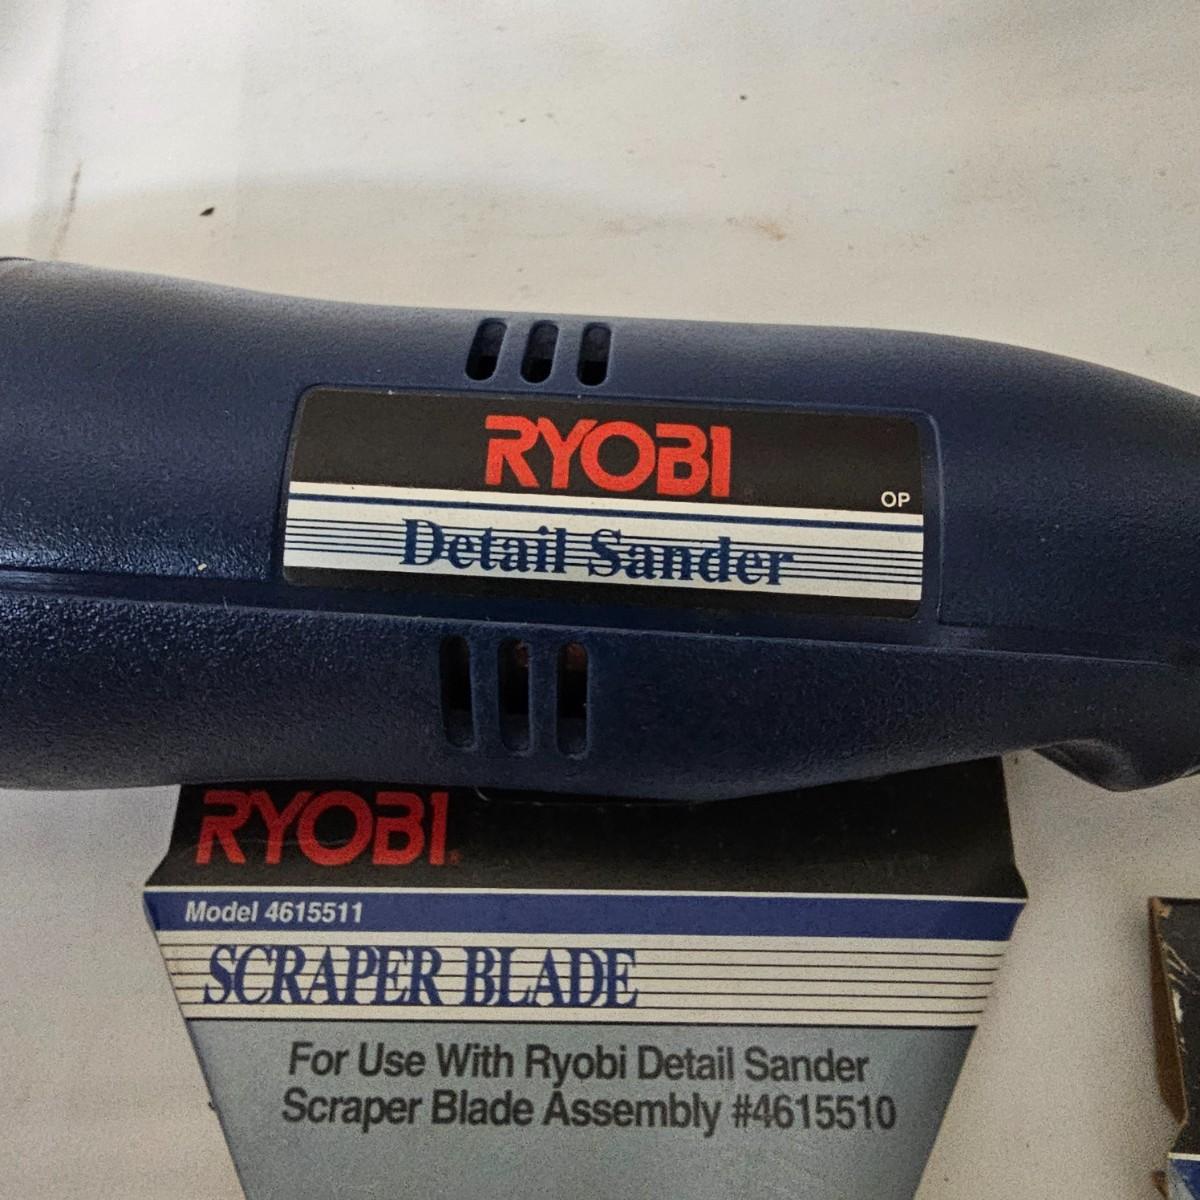 RYOBI
OP
Detail Sander
RYOBI®
Model 4615511
SCRAPER BLADE
For Use With Ryobi Detail Sander
Scraper Blade Assembly #4615510